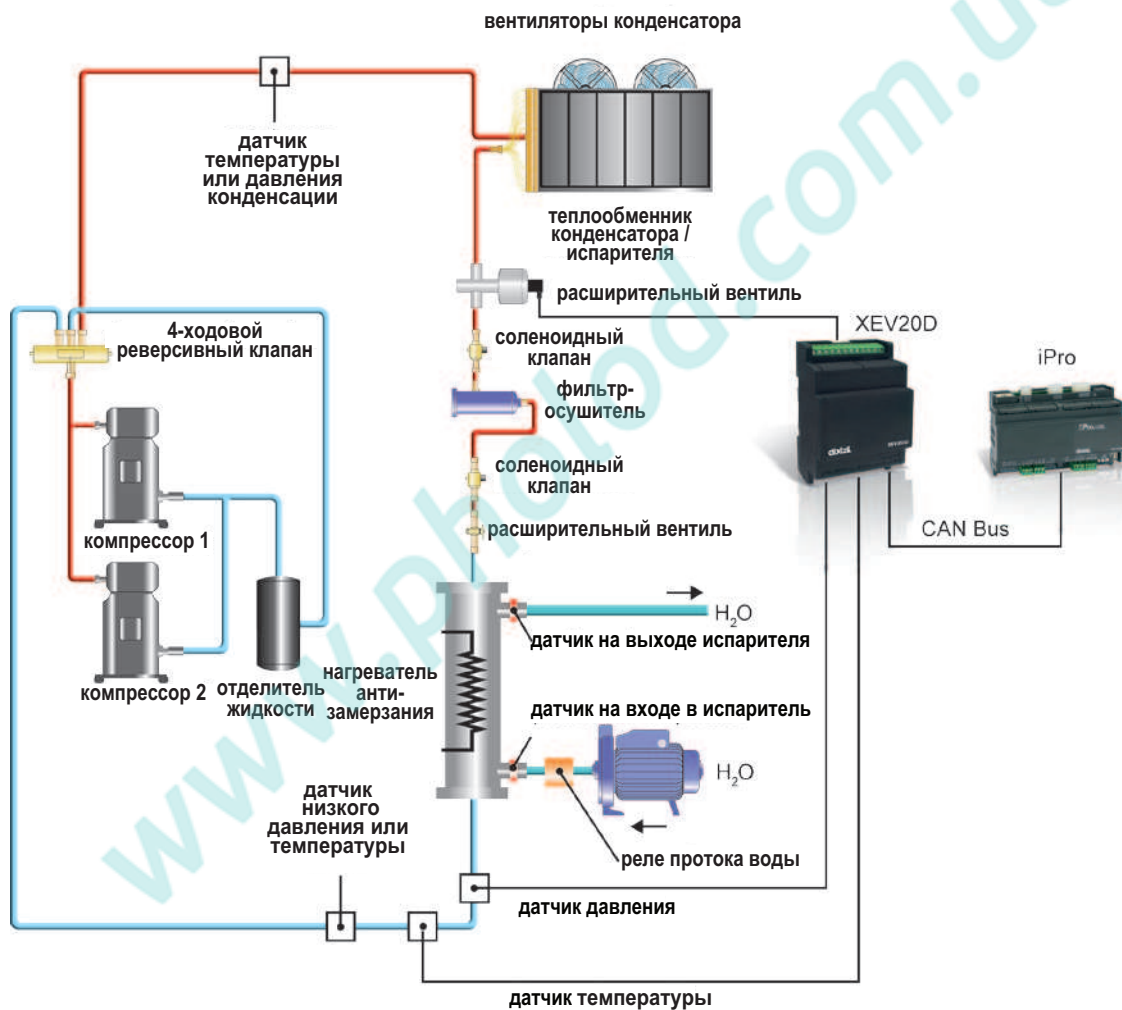 вентиляторы конденсатора
датчик
температуры
или давления
конденсации
теплообменник
конденсатора /
испарителя
расширительный вентиль
XEV20D
4-ходовой
реверсивный клапан
соленоидный
клапан
iPro
фильтр-
осушитель
dixell
соленоидный
клапан
расширительный вентиль
CAN Bus
компрессор 1
H₂O
датчик на выходе испарителя
компрессор 2
отделитель
жидкости
нагреватель
анти-
замерзания
датчик на входе в испаритель
H₂O
датчик
низкого
давления или
температуры
реле протока воды
датчик давления
датчик температуры
www.pholod.com.u